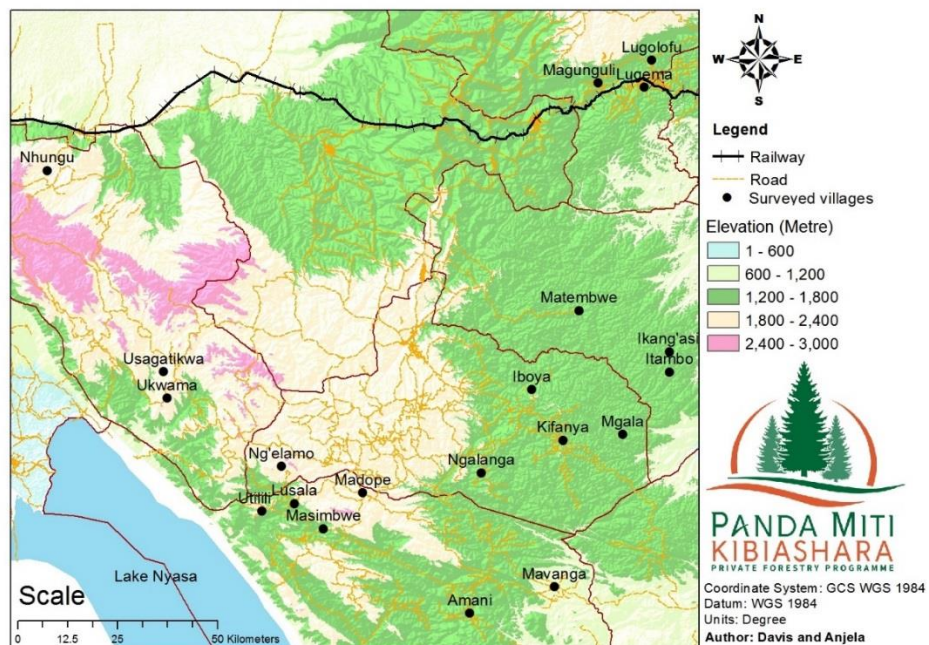 Lugolofu
Magunguli
Lugema
Nhungu
Matembwe
Ikang'asi
Itambo
Usagatikwa
Ukwama
Iboya
Kifanya
Mgala
Ng'elamo
Ngalanga
Madope
Lusala
Utilili
Masimbwe
Lake Nyasa
Mavanga
Amani
Scale
0 12.5 25 50 Kilometers
N
W E
S
Legend
Railway
Road
Surveyed villages
Elevation (Metre)
1 - 600
600 - 1,200
1,200 - 1,800
1,800 - 2,400
2,400 - 3,000
PANDA MITI
KIBIASHARA
PRIVATE FORESTRY PROGRAMME
Coordinate System: GCS WGS 1984
Datum: WGS 1984
Units: Degree
Author: Davis and Anjela